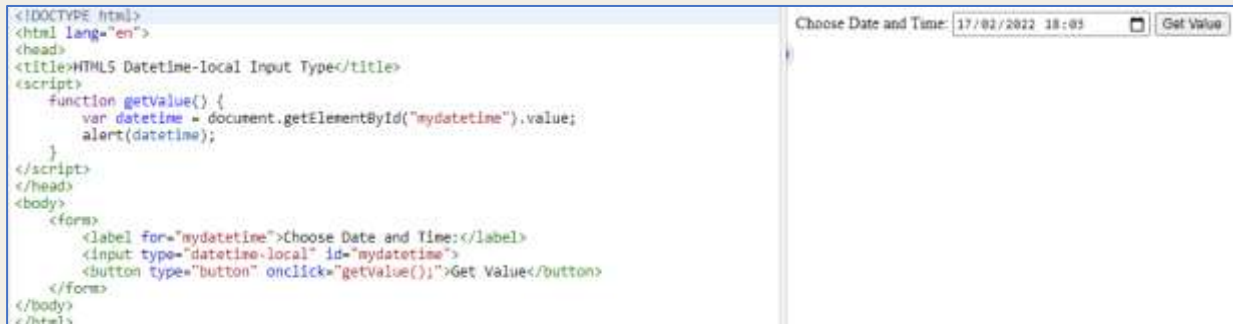 <!DOCTYPE html>
<html lang="en">
<head>
<title>HTML5 Datetime-local Input Type</title>
<script>
    function getValue() {
        var datetime = document.getElementById("mydatetime").value;
        alert(datetime);
    }
</script>
</head>
<body>
    <form>
        <label for="mydatetime">Choose Date and Time:</label>
        <input type="datetime-local" id="mydatetime">
        <button type="button" onclick="getValue();">Get Value</button>
    </form>
</body>
</html>
Choose Date and Time: 17/02/2022 18:05 Get Value